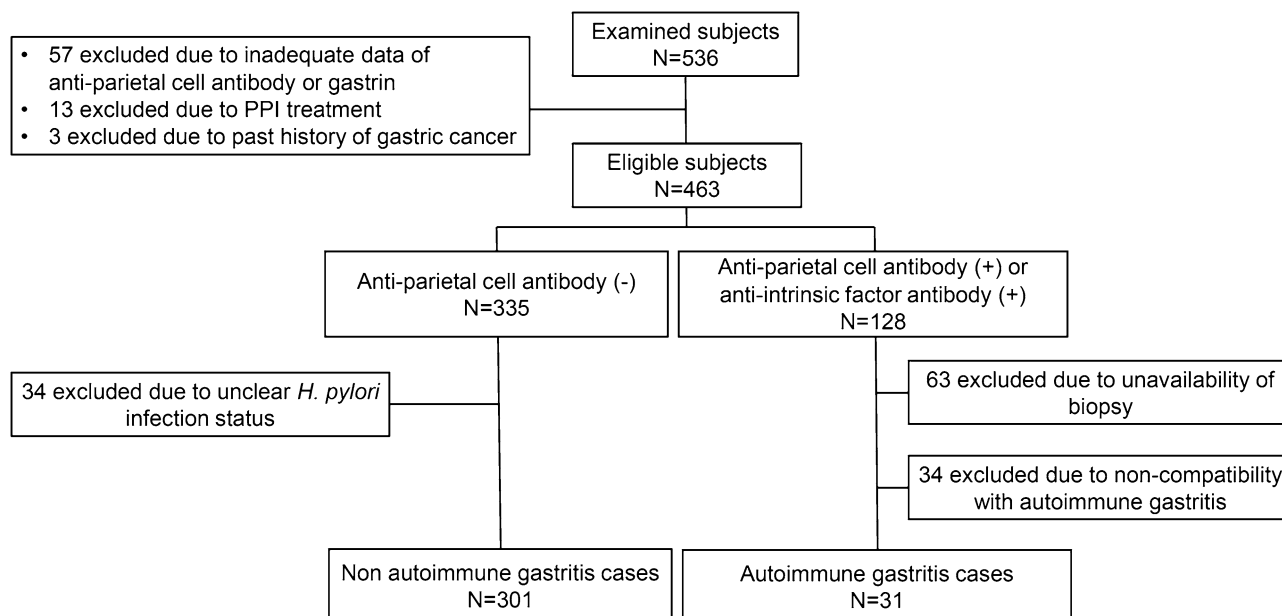 Examined subjects
N=536
• 57 excluded due to inadequate data of
anti-parietal cell antibody or gastrin
• 13 excluded due to PPI treatment
• 3 excluded due to past history of gastric cancer
Eligible subjects
N=463
Anti-parietal cell antibody (-)
N=335
Anti-parietal cell antibody (+) or
anti-intrinsic factor antibody (+)
N=128
34 excluded due to unclear H. pylori
infection status
63 excluded due to unavailability of
biopsy
34 excluded due to non-compatibility
with autoimmune gastritis
Non autoimmune gastritis cases
N=301
Autoimmune gastritis cases
N=31